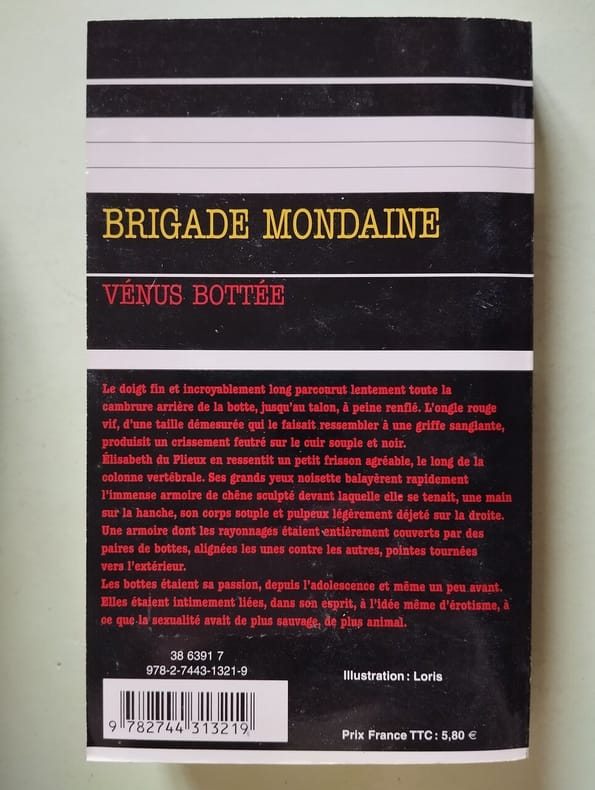 BRIGADE MONDAINE
VÉNUS BOTTÉE
Le doigt fin et incroyablement long parcourut lentement toute la
cambrure arrière de la botte, jusqu'au talon, à peine renflé. L'ongle rouge
vif, d'une taille démesurée qui le faisait ressembler à une griffe sanglante,
produisit un crissement feutré sur le cuir souple et noir.
Élisabeth du Plieux en ressentit un petit frisson agréable, le long de la
colonne vertébrale. Ses grands yeux noisette balayèrent rapidement
l'immense armoire de chêne sculpté devant laquelle elle se tenait, une main
sur la hanche, son corps souple et pulpeux légèrement déjeté sur la droite.
Une armoire dont les rayonnages étaient entièrement couverts par des
paires de bottes, alignées les unes contre les autres, pointes tournées
vers l'extérieur.
Les bottes étaient sa passion, depuis l'adolescence et même un peu avant.
Elles étaient intimement liées, dans son esprit, à l'idée même d'érotisme, à
ce que la sexualité avait de plus sauvage, de plus animal.
38 6391 7
978-2-7443-1321-9
Illustration : Loris
9 782744 313219
Prix France TTC : 5,80 €